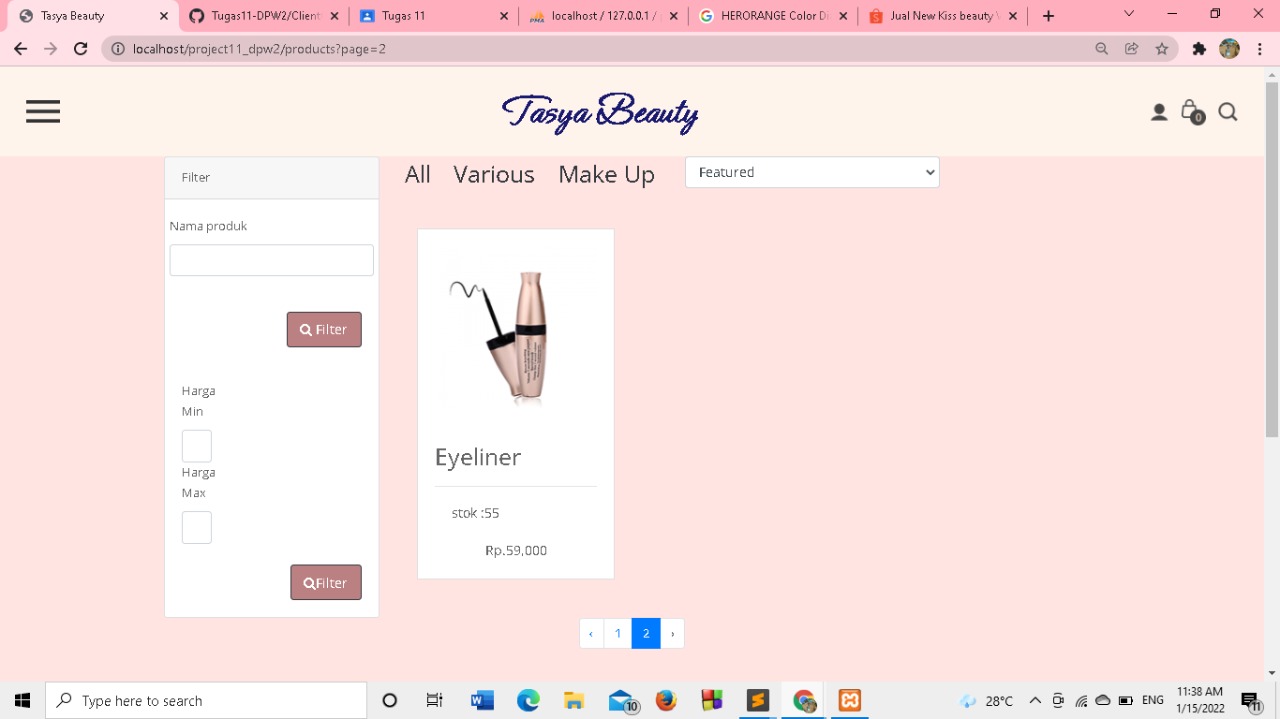 Tasya Beauty
Tugas11-DPW2/Client
Tugas 11
localhost / 127.0.0.1 /
HERORANGE Color Di
Jual New Kiss beauty
localhost/project11_dpw2/products?page=2
Tasya Beauty
0
Filter
All
Various
Make Up
Featured
Nama produk
Filter
Harga
Min
Harga
Max
Filter
Eyeliner
stok :55
Rp.59,000
‹ 1 2 ›
Type here to search
10
28°C
ENG
11:38 AM
1/15/2022
11